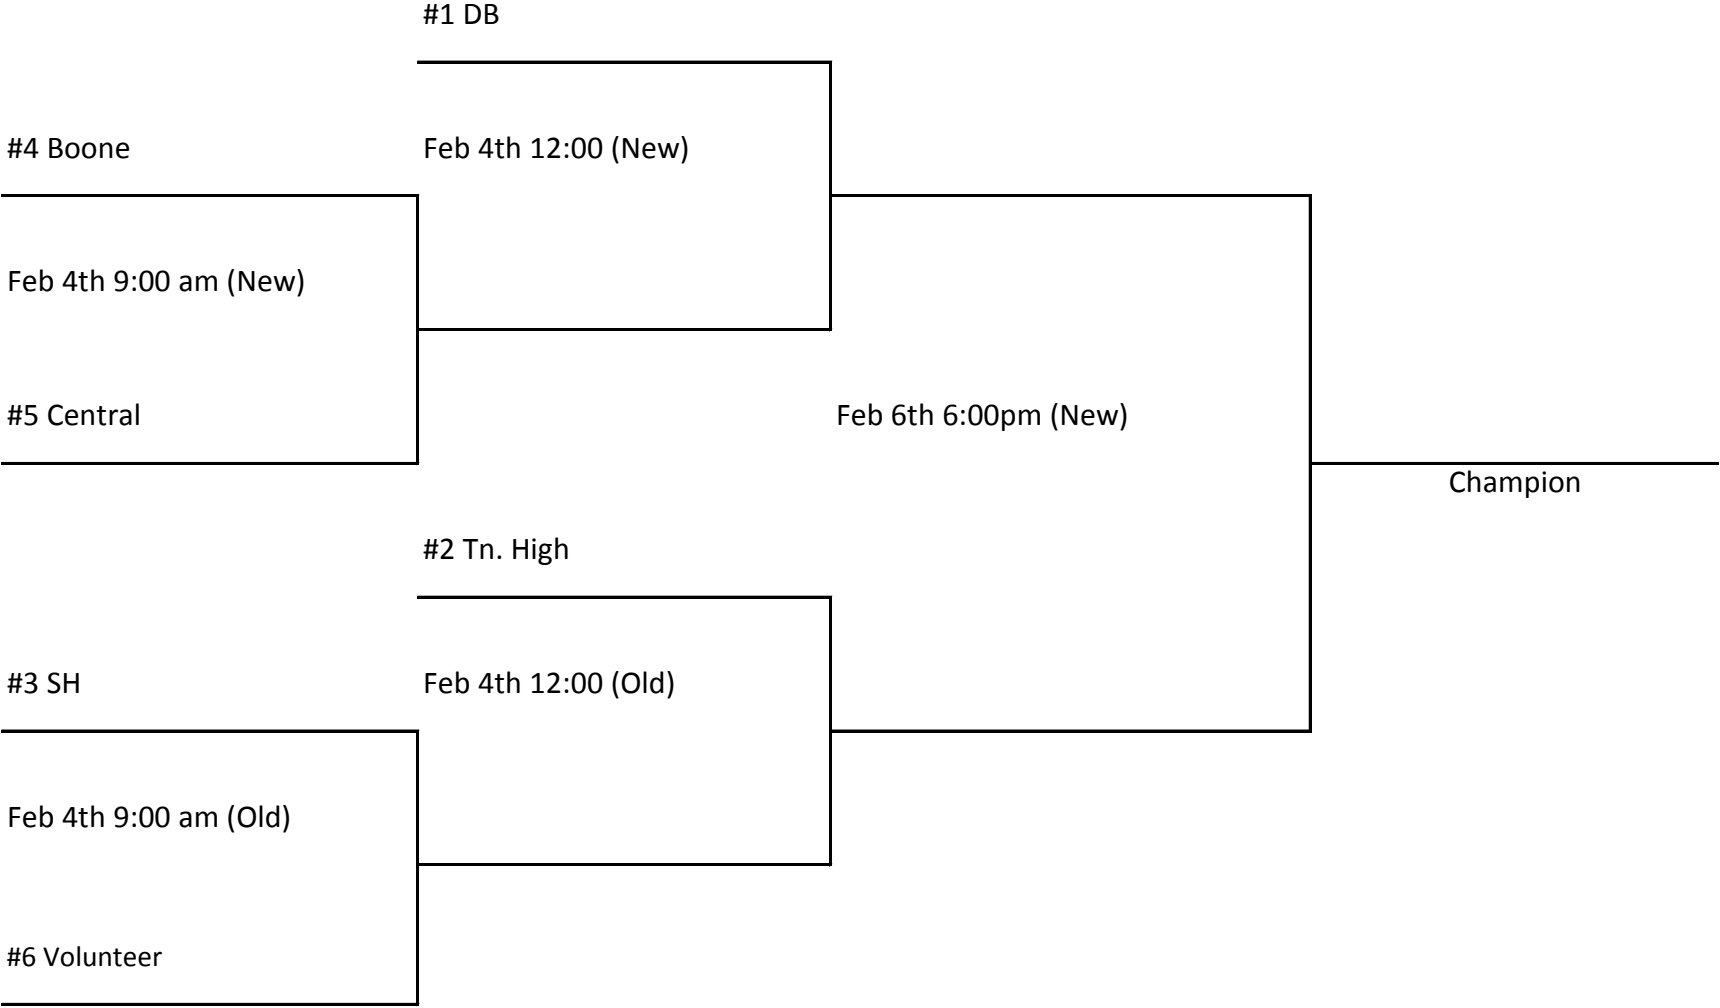 #1 DB
#4 Boone
Feb 4th 12:00 (New)
Feb 4th 9:00 am (New)
#5 Central
Feb 6th 6:00pm (New)
Champion
#2 Tn. High
#3 SH
Feb 4th 12:00 (Old)
Feb 4th 9:00 am (Old)
#6 Volunteer